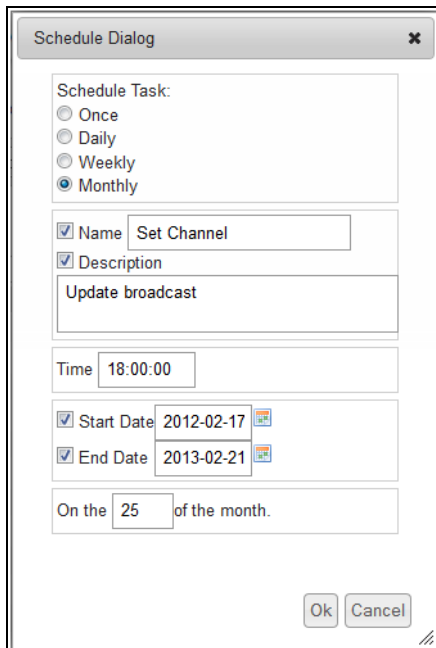 Schedule Dialog
Schedule Task:
Once
Daily
Weekly
Monthly
Name Set Channel
Description
Update broadcast
Time 18:00:00
Start Date 2012-02-17
End Date 2013-02-21
On the 25 of the month.
Ok Cancel